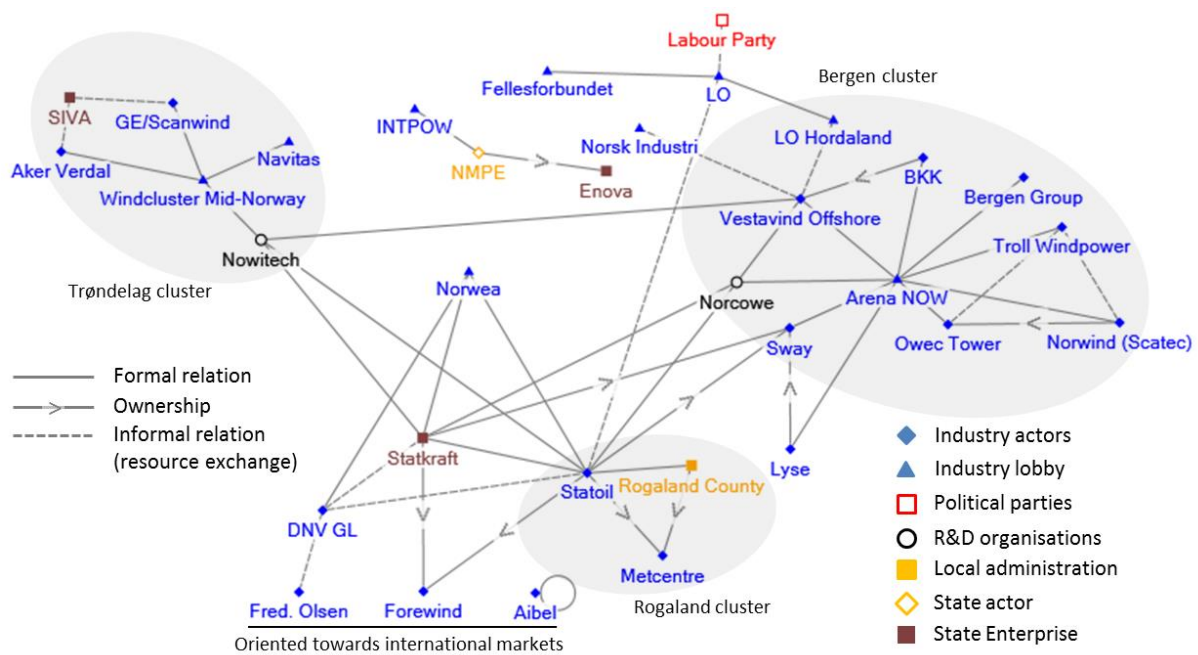 Labour Party
Bergen cluster
Fellesforbundet
LO
SIVA
GE/Scanwind
INTPOW
Norsk Industri
LO Hordaland
Aker Verdal
Navitas
NMPE
Enova
BKK
Windcluster Mid-Norway
Bergen Group
Vestavind Offshore
Troll Windpower
Nowitech
Trøndelag cluster
Norwea
Norcowe
Arena NOW
Sway
Owec Tower
Norwind (Scatec)
Formal relation
Ownership
Informal relation
(resource exchange)
Statkraft
Statoil
Rogaland County
Lyse
DNV GL
Metcentre
Fred. Olsen
Forewind
Aibel
Rogaland cluster
Oriented towards international markets
Industry actors
Industry lobby
Political parties
R&D organisations
Local administration
State actor
State Enterprise